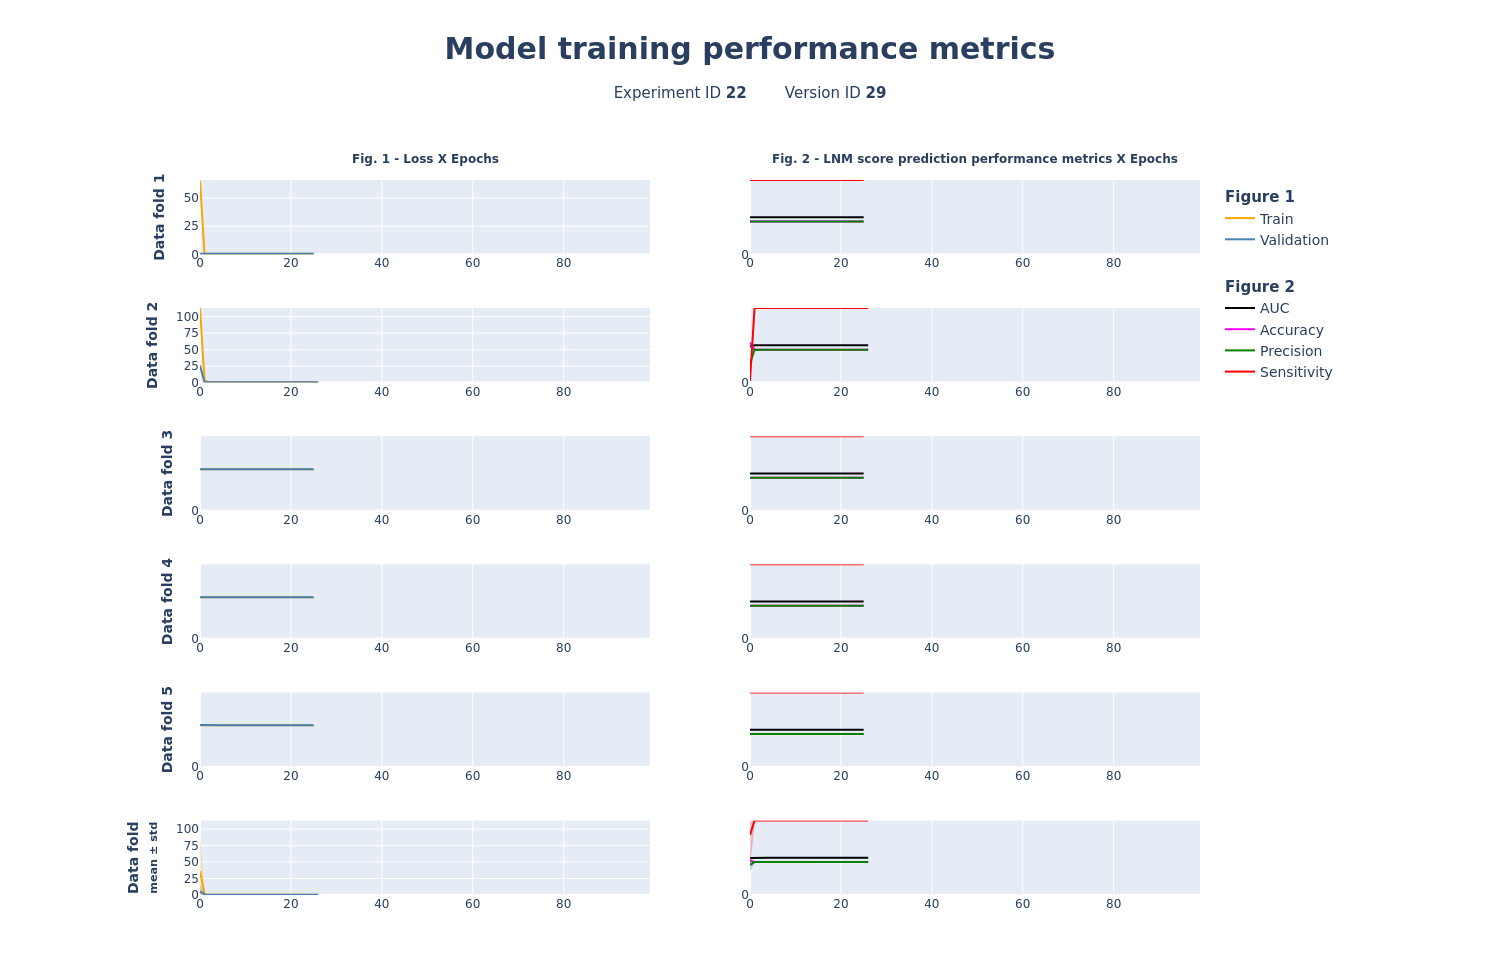 Model training performance metrics
Experiment ID 22 Version ID 29
Fig. 1 - Loss X Epochs
Fig. 2 - LNM score prediction performance metrics X Epochs
Data fold 1
50
25
0
0 20 40 60 80
0
0 20 40 60 80
Figure 1
Train
Validation
Figure 2
AUC
Accuracy
Precision
Sensitivity
Data fold 2
100
75
50
25
0
0 20 40 60 80
0
0 20 40 60 80
Data fold 3
0
0 20 40 60 80
0
0 20 40 60 80
Data fold 4
0
0 20 40 60 80
0
0 20 40 60 80
Data fold 5
0
0 20 40 60 80
0
0 20 40 60 80
Data fold
mean ± std
100
75
50
25
0
0 20 40 60 80
0
0 20 40 60 80